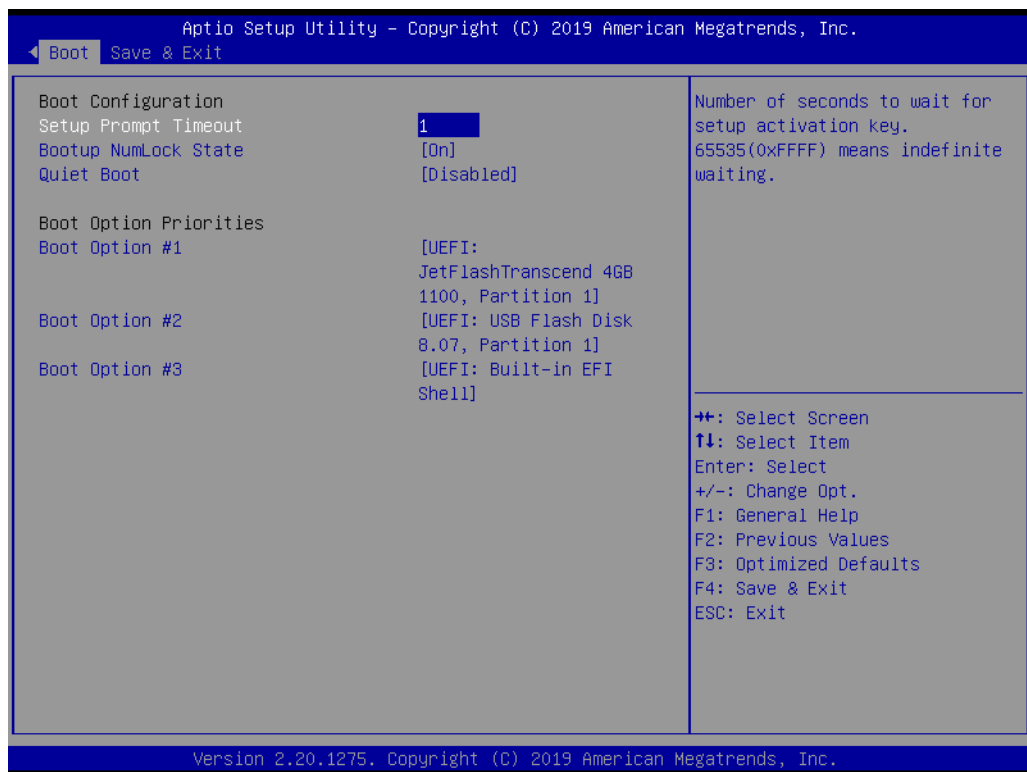 Aptio Setup Utility – Copyright (C) 2019 American Megatrends, Inc.
Boot Save & Exit
Boot Configuration
Setup Prompt Timeout 1
Bootup NumLock State [On]
Quiet Boot [Disabled]
Boot Option Priorities
Boot Option #1 [UEFI:
JetFlashTranscend 4GB
1100, Partition 1]
Boot Option #2 [UEFI: USB Flash Disk
8.07, Partition 1]
Boot Option #3 [UEFI: Built-in EFI
Shell]
Number of seconds to wait for
setup activation key.
65535(0xFFFF) means indefinite
waiting.
→←: Select Screen
↑↓: Select Item
Enter: Select
+/-: Change Opt.
F1: General Help
F2: Previous Values
F3: Optimized Defaults
F4: Save & Exit
ESC: Exit
Version 2.20.1275. Copyright (C) 2019 American Megatrends, Inc.